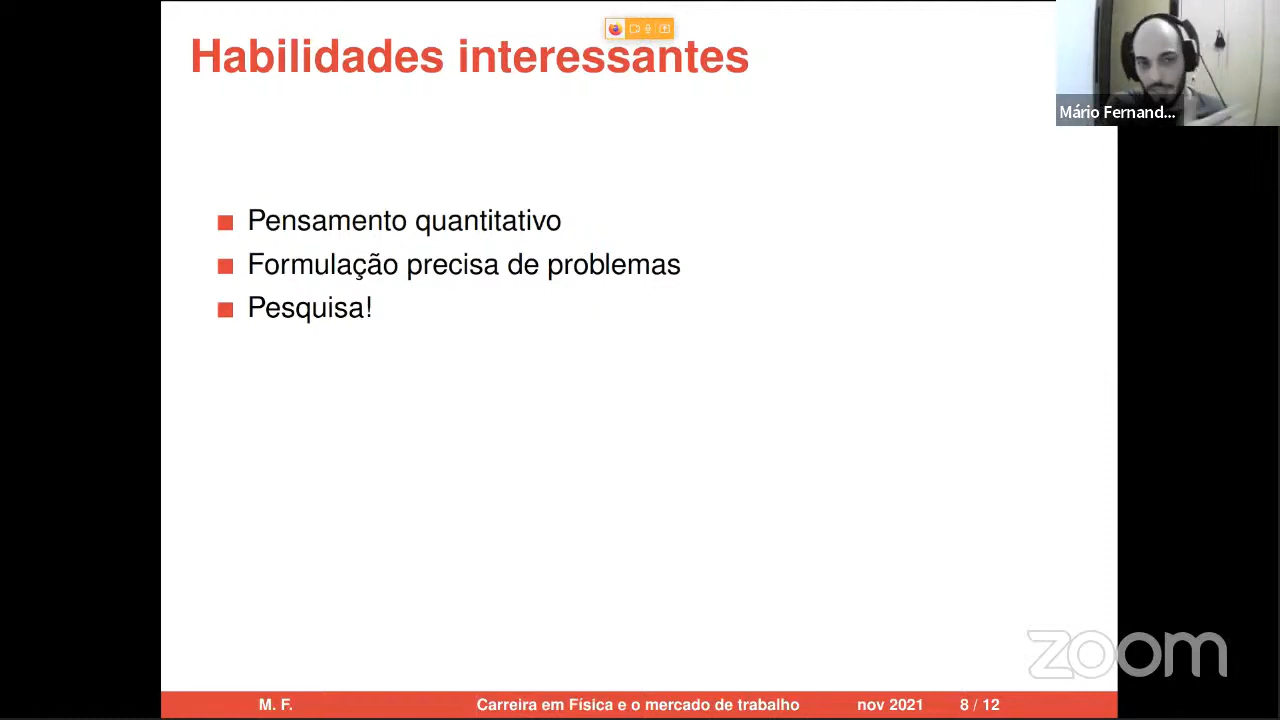 Habilidades interessantes
Mário Fernand...
Pensamento quantitativo
Formulação precisa de problemas
Pesquisa!
zoom
M. F. Carreira em Física e o mercado de trabalho nov 2021 8 / 12